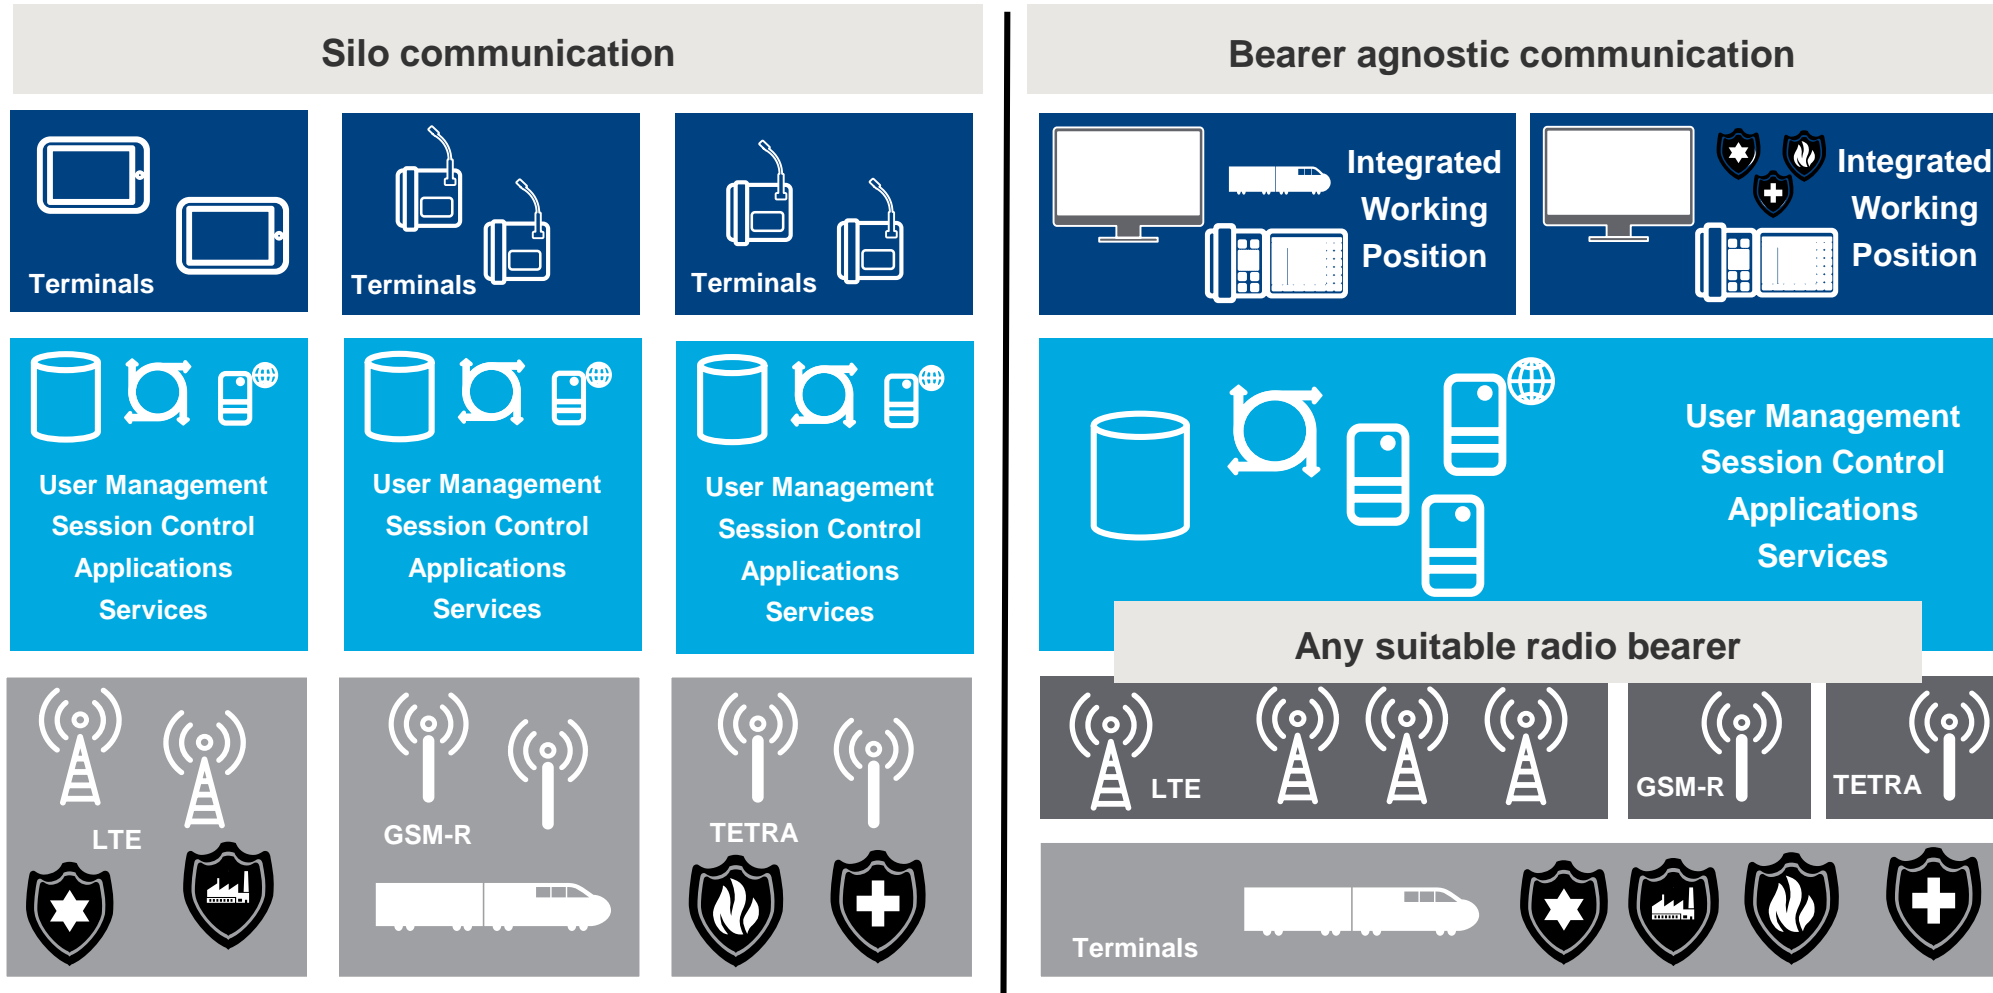 Silo communication
Terminals
Terminals
Terminals
User Management
Session Control
Applications
Services
User Management
Session Control
Applications
Services
User Management
Session Control
Applications
Services
LTE
GSM-R
TETRA
Bearer agnostic communication
Integrated
Working
Position
Integrated
Working
Position
User Management
Session Control
Applications
Services
Any suitable radio bearer
LTE
GSM-R
TETRA
Terminals